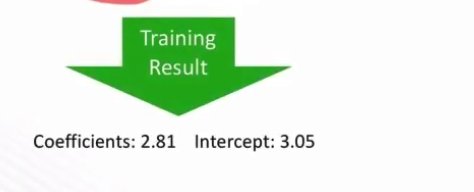 Training
Result
Coefficients: 2.81 Intercept: 3.05